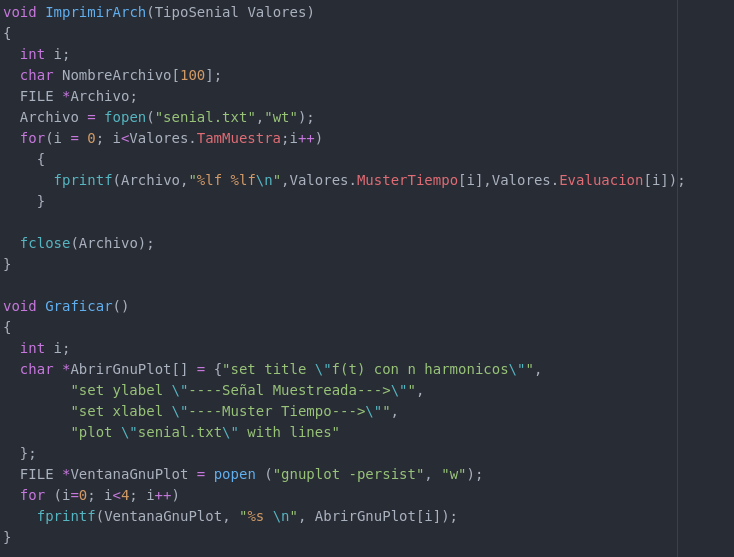 void ImprimirArch(TipoSenial Valores)
{
  int i;
  char NombreArchivo[100];
  FILE *Archivo;
  Archivo = fopen("senial.txt","wt");
  for(i = 0; i<Valores.TamMuestra;i++)
    {
      fprintf(Archivo,"%lf %lf\n",Valores.MusterTiempo[i],Valores.Evaluacion[i]);
    }

  fclose(Archivo);
}

void Graficar()
{
  int i;
  char *AbrirGnuPlot[] = {"set title \"f(t) con n harmonicos\"",
        "set ylabel \"----Señal Muestreada--->\"",
        "set xlabel \"----Muster Tiempo--->\"",
        "plot \"senial.txt\" with lines"
  };
  FILE *VentanaGnuPlot = popen ("gnuplot -persist", "w");
  for (i=0; i<4; i++)
    fprintf(VentanaGnuPlot, "%s \n", AbrirGnuPlot[i]);
}